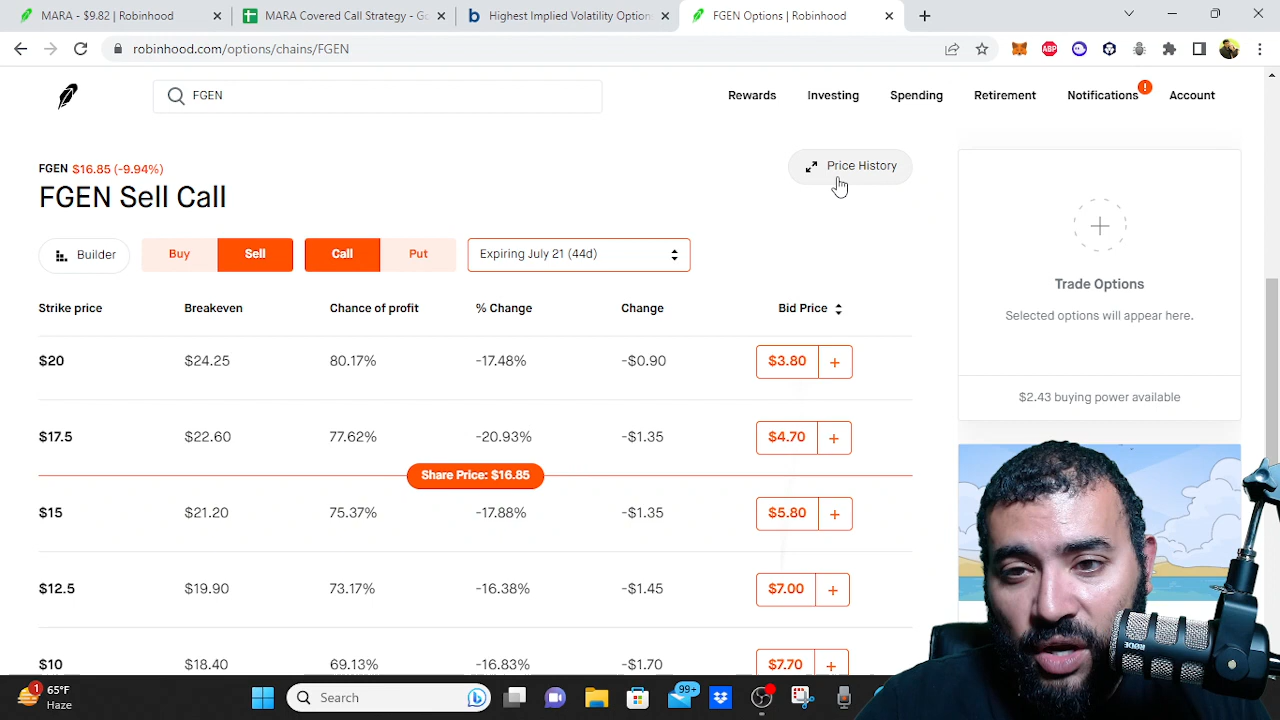 MARA - $9.82 | Robinhood
MARA Covered Call Strategy - Go
Highest Implied Volatility Option
FGEN Options | Robinhood
robinhood.com/options/chains/FGEN
ABP
FGEN
Rewards
Investing
Spending
Retirement
Notifications
!
Account
FGEN $16.85 (-9.94%)
Price History
FGEN Sell Call
Builder
Buy
Sell
Call
Put
Expiring July 21 (44d)
Strike price Breakeven Chance of profit % Change Change Bid Price
$20 $24.25 80.17% -17.48% -$0.90 $3.80 +
$17.5 $22.60 77.62% -20.93% -$1.35 $4.70 +
Share Price: $16.85
$15 $21.20 75.37% -17.88% -$1.35 $5.80 +
$12.5 $19.90 73.17% -16.38% -$1.45 $7.00 +
$10 $18.40 69.13% -16.83% -$1.70 $7.70 +
Trade Options
Selected options will appear here.
$2.43 buying power available
RØDE
1
65°F
Haze
Search
99+